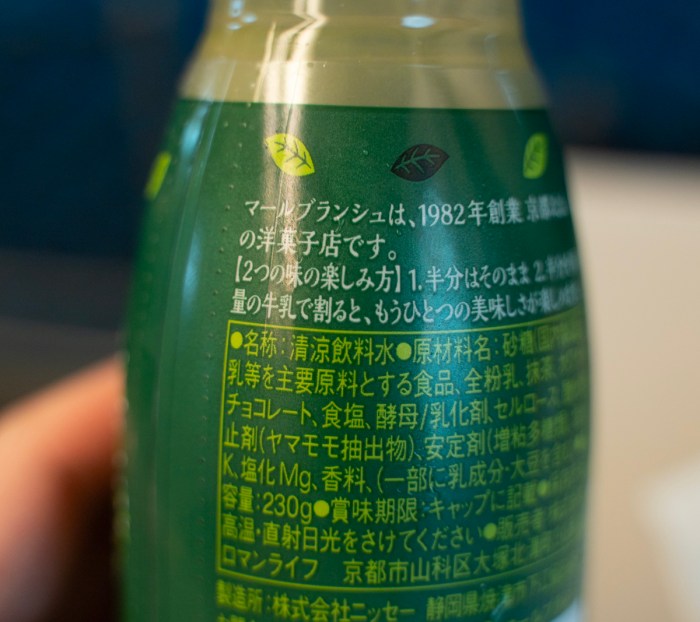 マールブランシュは、1982年創業 京都
の洋菓子店です。
【2つの味の楽しみ方】1.半分はそのまま 2.
量の牛乳で割ると、もうひとつの美味しさが
●名称:清涼飲料水●原材料名:砂糖(国
乳等を主要原料とする食品、全粉乳、抹茶、
チョコレート、食塩、酵母/乳化剤、セルロース、
止剤(ヤマモモ抽出物)、安定剤(増粘多糖
K、塩化Mg、香料、(一部に乳成分・大豆を含
容量:230g●賞味期限:キャップに記載●
高温・直射日光をさけてください●販売者:
ロマンライフ 京都市山科区大塚北
製造所:株式会社ニッセー 静岡県焼津市